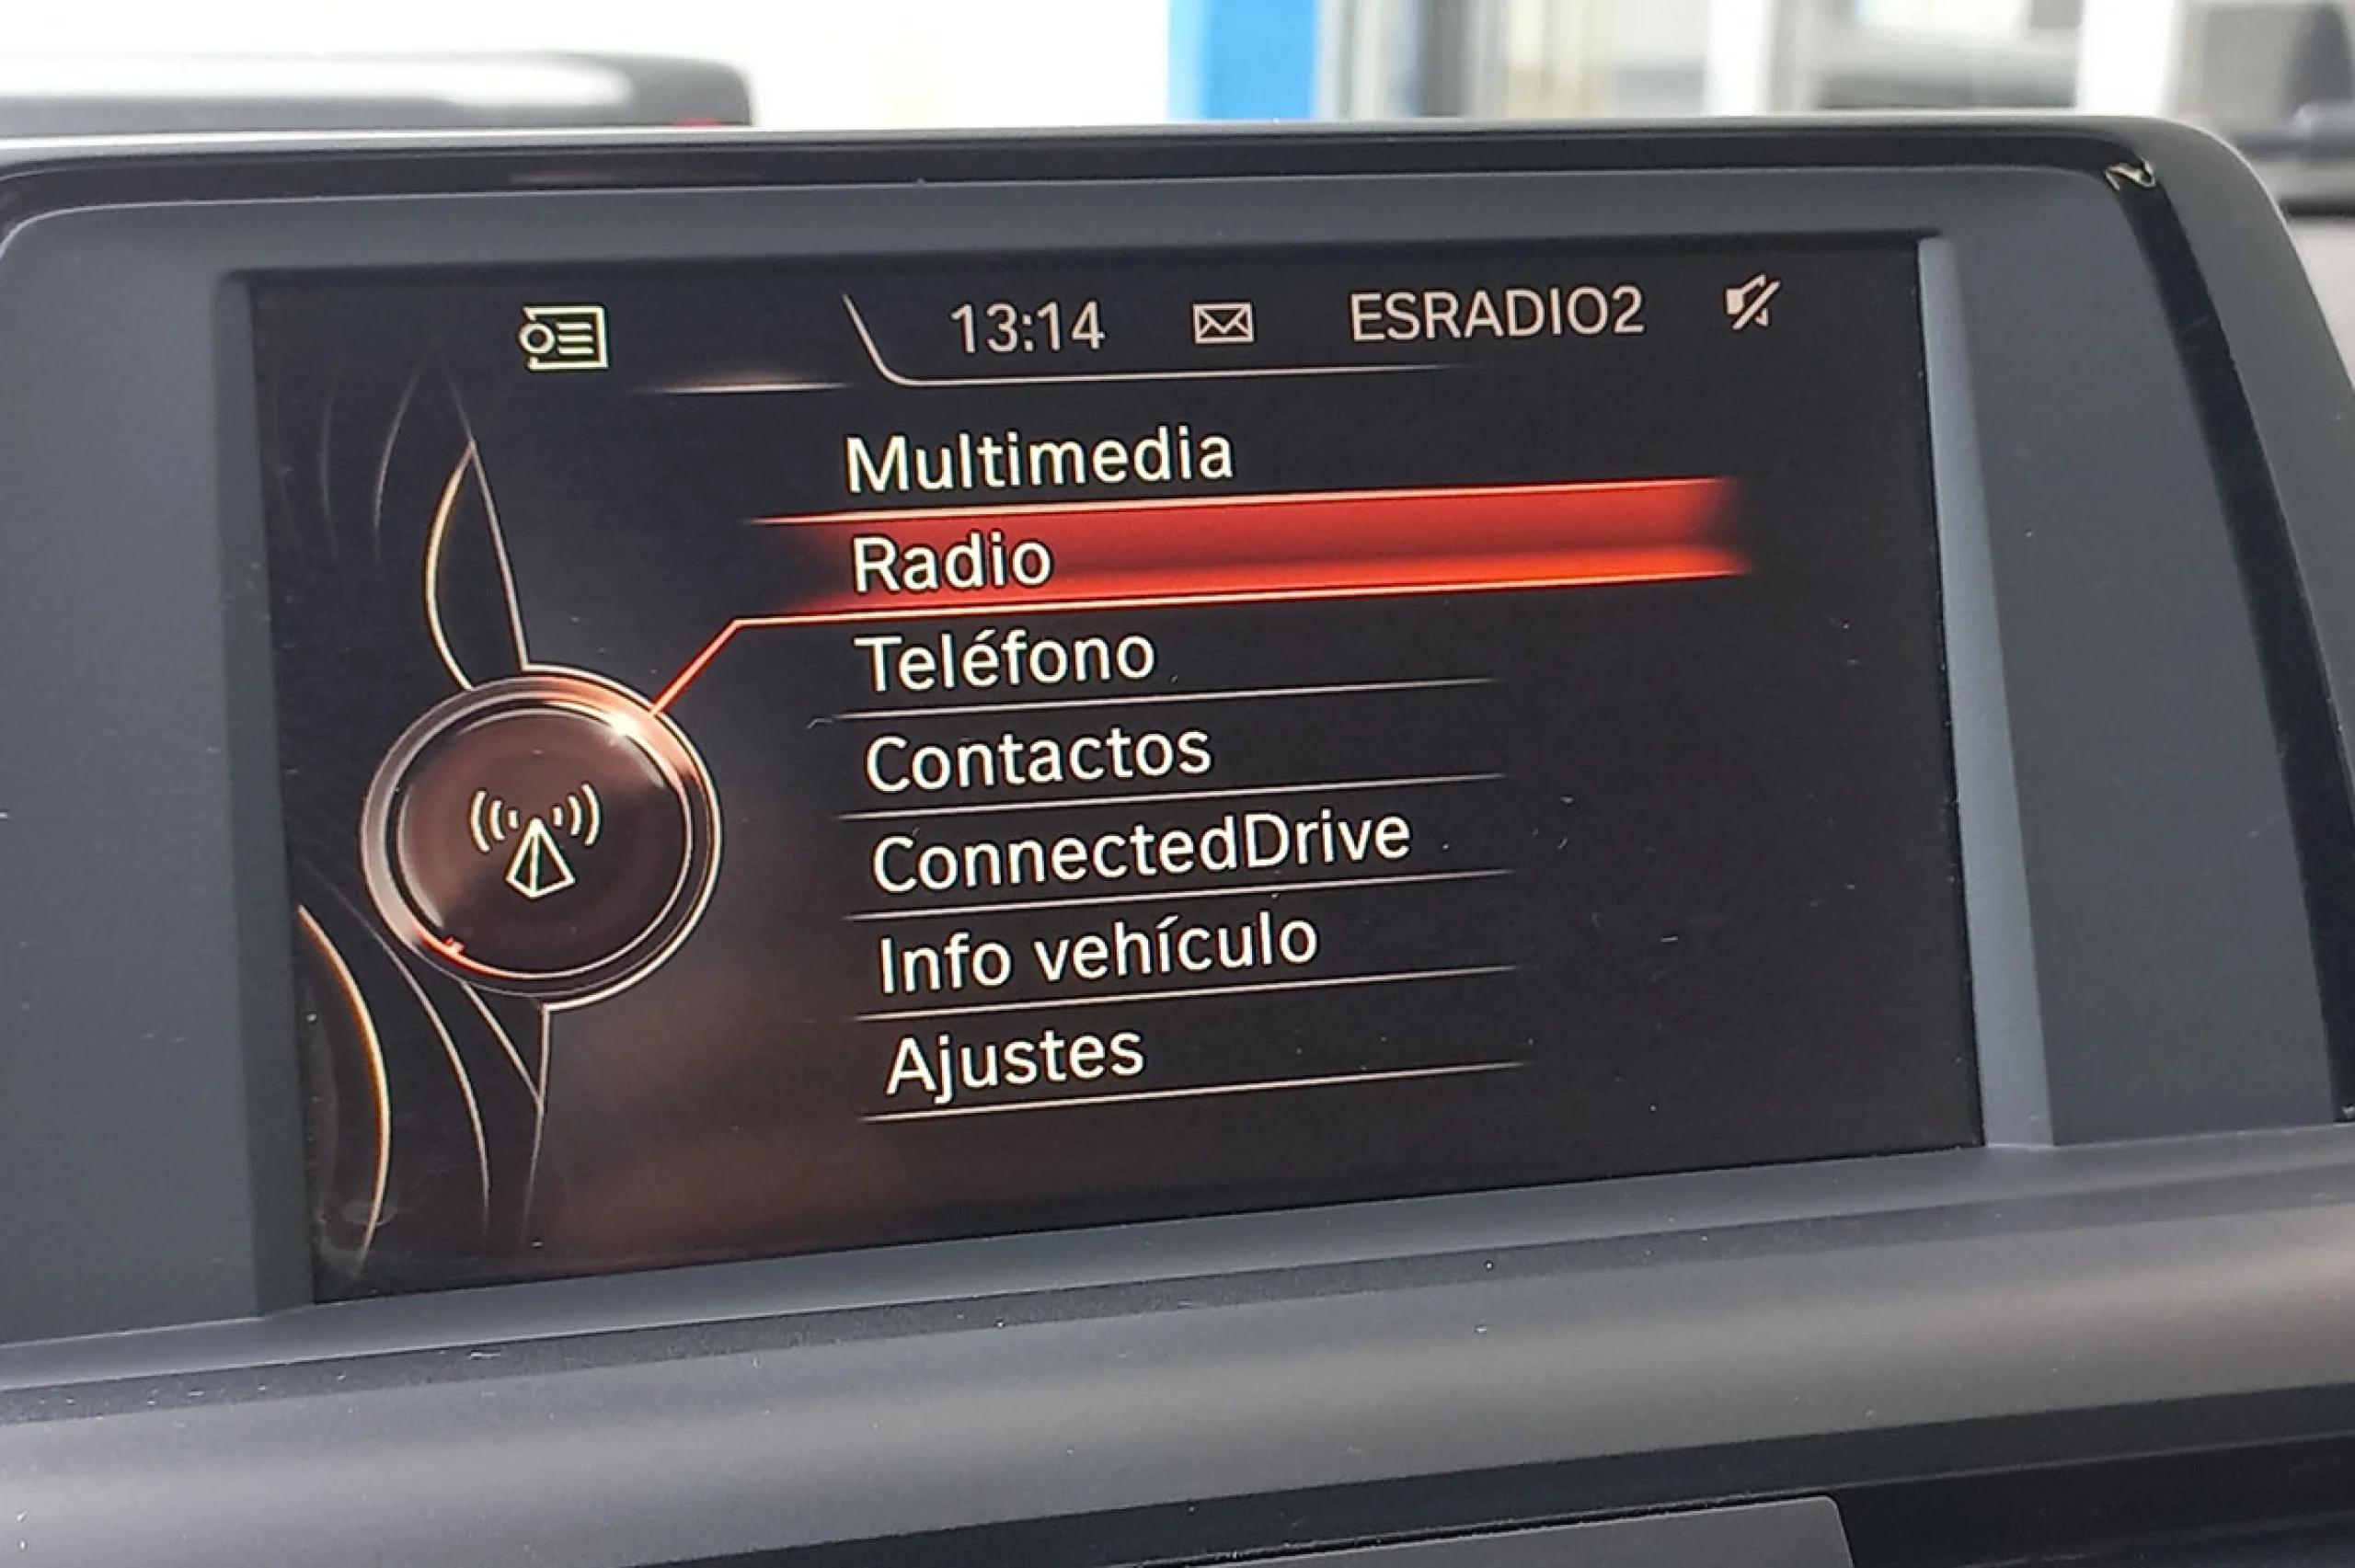 13:14 ESRADIO2
Multimedia
Radio
Teléfono
Contactos
ConnectedDrive
Info vehículo
Ajustes